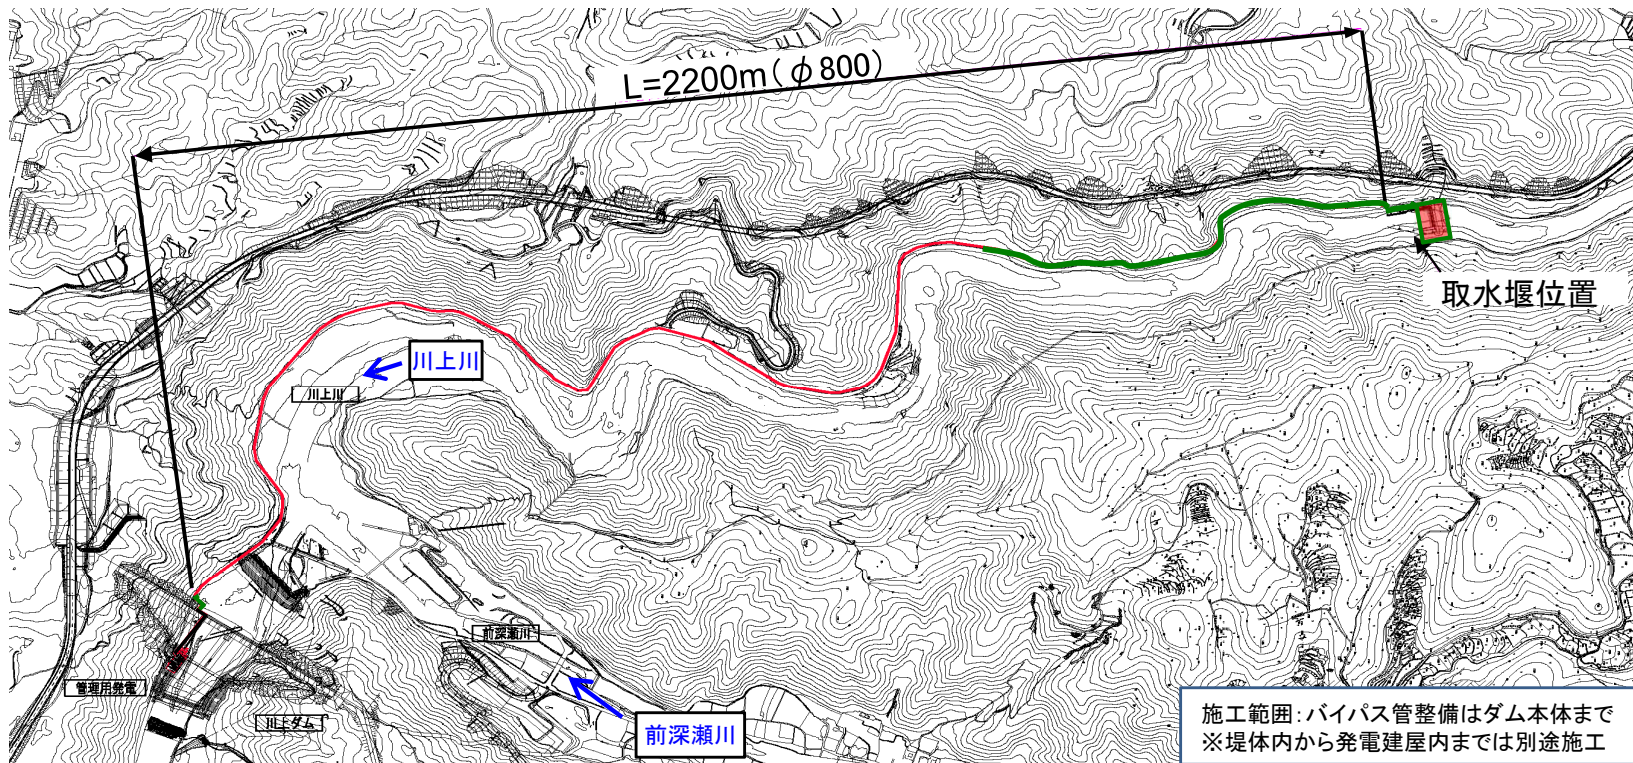 L=2200m(φ800)
取水堰位置
川上川
川上川
前深瀬川
管理用発電
川上ダム
前深瀬川
施工範囲:バイパス管整備はダム本体まで
※堤体内から発電建屋内までは別途施工